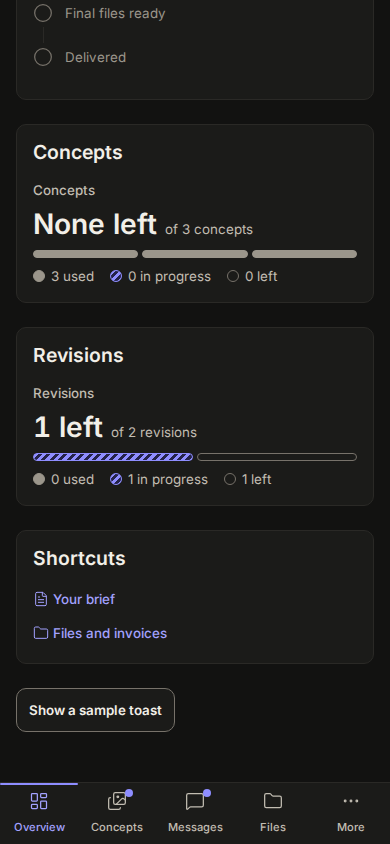 Final files ready
Delivered
Concepts
Concepts
None left of 3 concepts
3 used 0 in progress 0 left
Revisions
Revisions
1 left of 2 revisions
0 used 1 in progress 1 left
Shortcuts
Your brief
Files and invoices
Show a sample toast
Overview Concepts Messages Files More